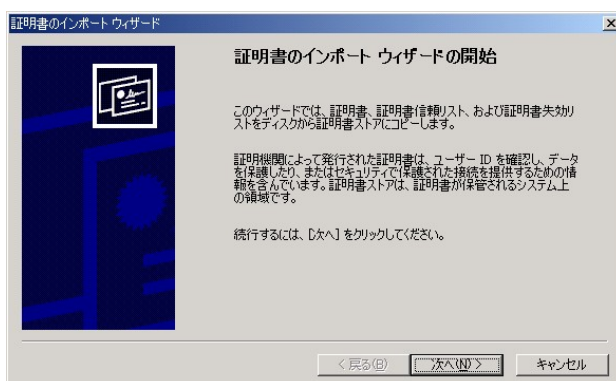 証明書のインポート ウィザード
証明書のインポート ウィザードの開始
このウィザードでは、証明書、証明書信頼リスト、および証明書失効リ
ストをディスクから証明書ストアにコピーします。
証明機関によって発行された証明書は、ユーザー ID を確認し、データ
を保護したり、またはセキュリティで保護された接続を提供するための情
報を含んでいます。証明書ストアは、証明書が保管されるシステム上
の領域です。
続行するには、[次へ] をクリックしてください。
< 戻る(B)
次へ(N) >
キャンセル